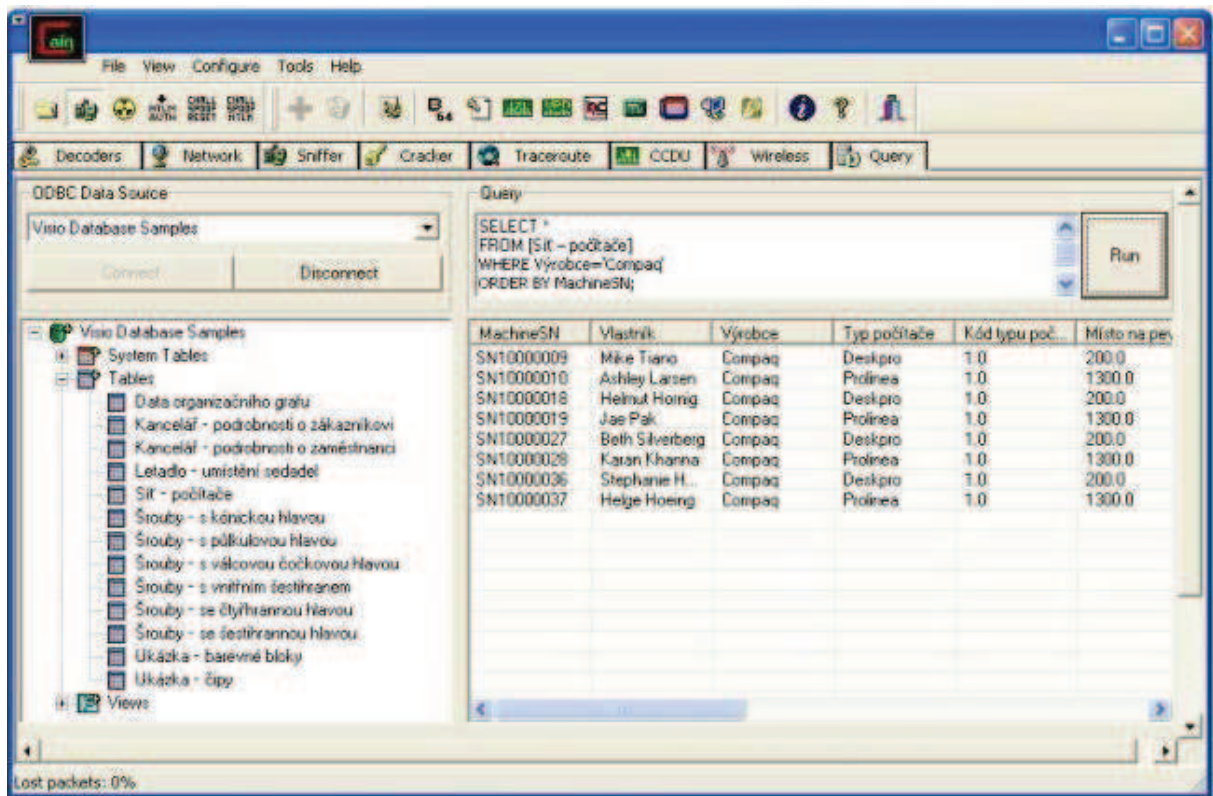 Cain
File View Configure Tools Help
Decoders Network Sniffer Cracker Traceroute CCDU Wireless Query
ODBC Data Source
Visio Database Samples
Connect Disconnect
Query
SELECT *
FROM [Síť – počítače]
WHERE Výrobce='Compaq'
ORDER BY MachineSN;
Run
Visio Database Samples
System Tables
Tables
Data organizačního grafu
Kancelář - podrobnosti o zákazníkovi
Kancelář - podrobnosti o zaměstnanci
Letadlo - umístění sedadel
Síť - počítače
Šrouby - s kónickou hlavou
Šrouby - s půlkulovou hlavou
Šrouby - s válcovou čočkovou hlavou
Šrouby - s vnitřním šestihranem
Šrouby - se čtyřhrannou hlavou
Šrouby - se šestihrannou hlavou
Ukázka - barevné bloky
Ukázka - čipy
Views
MachineSN Vlastník Výrobce Typ počítače Kód typu poč... Místo na pev
SN10000009 Mike Tiano Compaq Deskpro 1.0 200.0
SN10000010 Ashley Larsen Compaq Prolinea 1.0 1300.0
SN10000018 Helmut Hornig Compaq Deskpro 1.0 200.0
SN10000019 Jae Pak Compaq Prolinea 1.0 1300.0
SN10000027 Beth Silverberg Compaq Deskpro 1.0 200.0
SN10000028 Karan Khanna Compaq Prolinea 1.0 1300.0
SN10000036 Stephanie H... Compaq Deskpro 1.0 200.0
SN10000037 Helge Hoeing Compaq Prolinea 1.0 1300.0
Lost packets: 0%